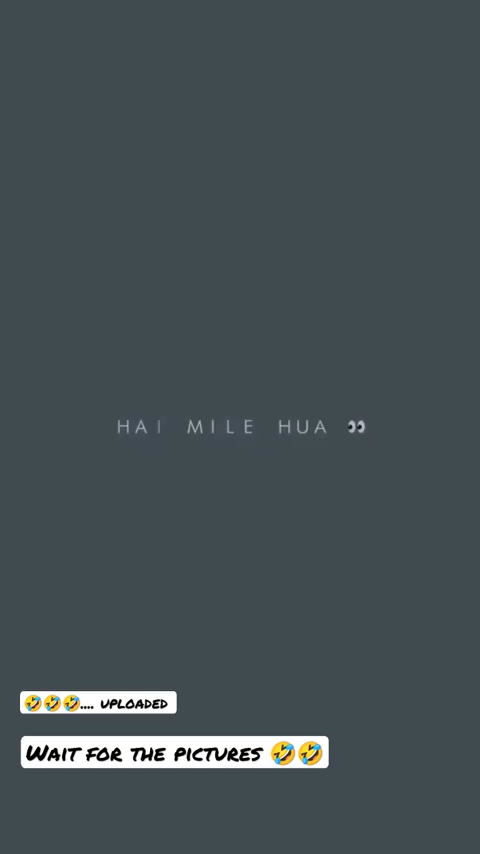 HAI MILE HUA 👀
🤣🤣🤣.... UPLOADED
WAIT FOR THE PICTURES 🤣🤣